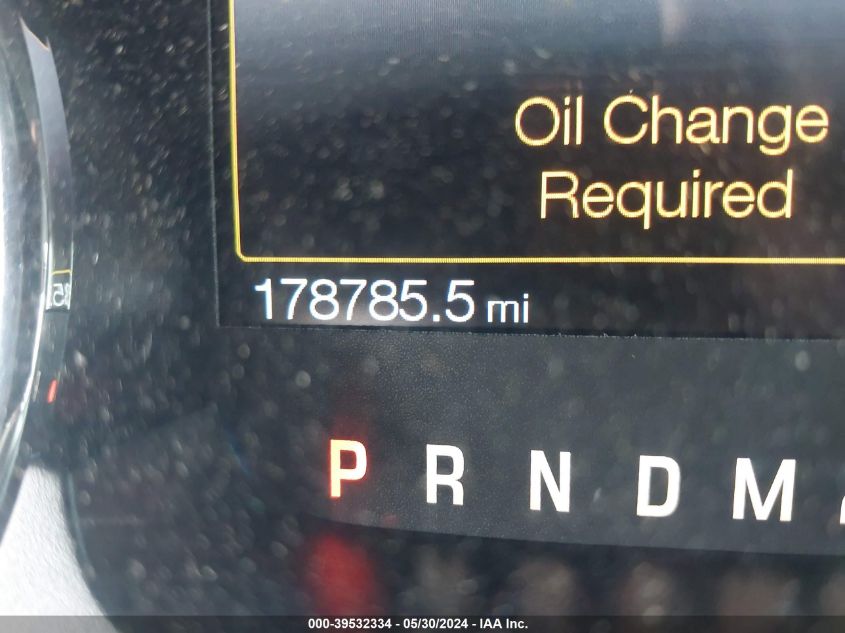 Oil Change
Required
178785.5 mi
P R N D M
000-39532334 - 05/30/2024 - IAA Inc.